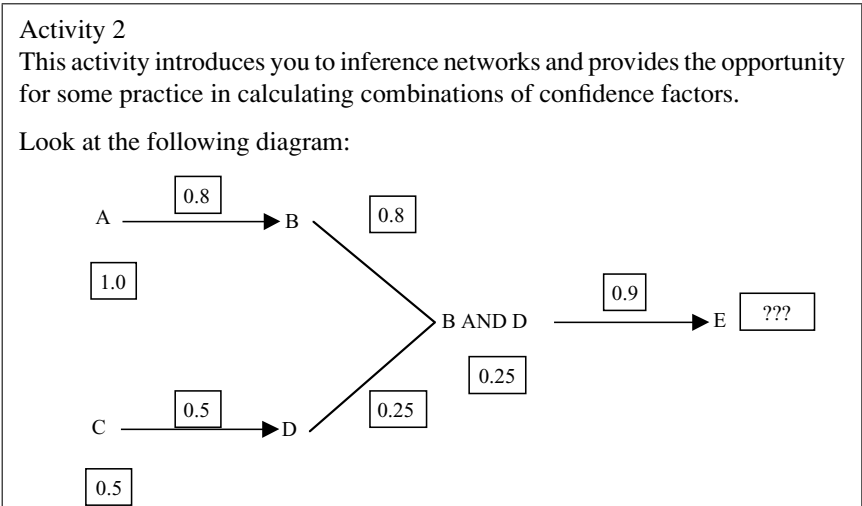 Activity 2
This activity introduces you to inference networks and provides the opportunity
for some practice in calculating combinations of confidence factors.
Look at the following diagram:
0.8
A
B
0.8
1.0
0.9
B AND D
E
???
0.25
0.5
0.25
C
D
0.5